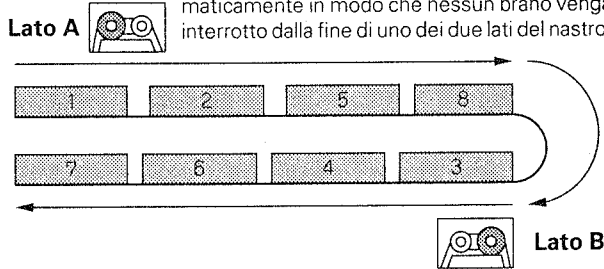 maticamente in modo che nessun brano venga
Lato A interrotto dalla fine di uno dei due lati del nastro
1 2 5 8
7 6 4 3
Lato B